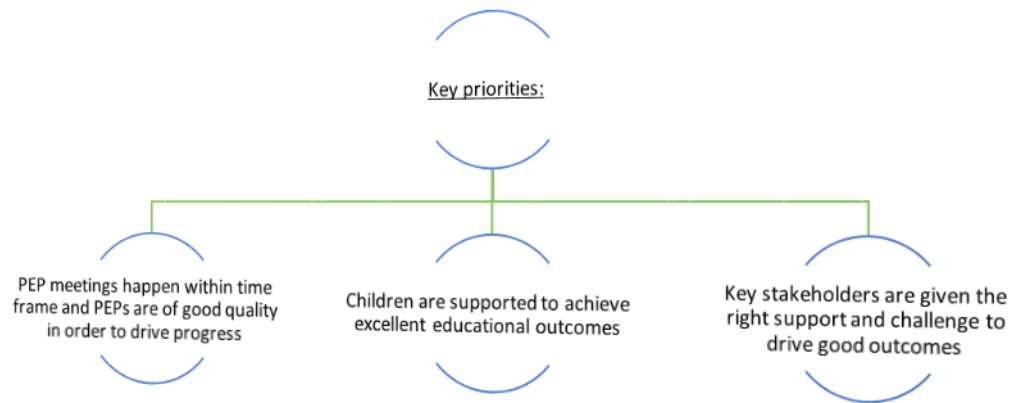 Key priorities:
PEP meetings happen within time
frame and PEPs are of good quality
in order to drive progress
Children are supported to achieve
excellent educational outcomes
Key stakeholders are given the
right support and challenge to
drive good outcomes